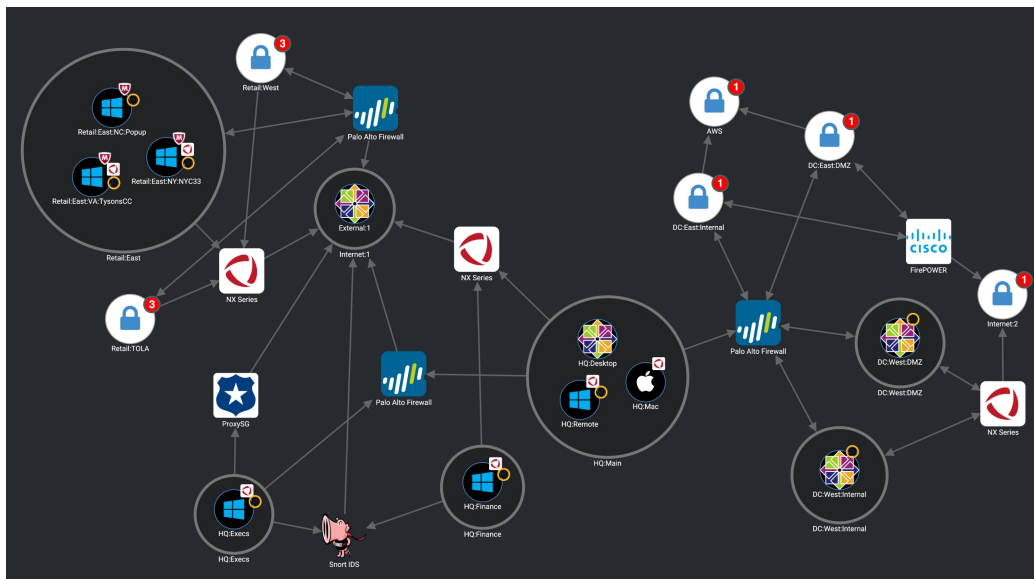 3
Retail:West
M
Retail:East:NC:Popup
M
Retail:East:NY:NYC33
M
Retail:East:VA:TysonsCC
Retail:East
Palo Alto Firewall
External:1
Internet:1
NX Series
NX Series
3
Retail:TOLA
ProxySG
Palo Alto Firewall
HQ:Desktop
HQ:Mac
HQ:Remote
HQ:Main
HQ:Execs
HQ:Execs
Snort IDS
HQ:Finance
HQ:Finance
1
AWS
1
DC:East:DMZ
1
DC:East:Internal
CISCO
FirePOWER
1
Internet:2
Palo Alto Firewall
DC:West:DMZ
DC:West:DMZ
NX Series
DC:West:Internal
DC:West:Internal